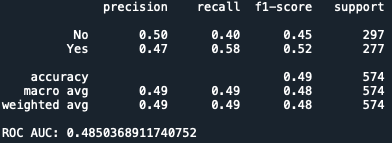 precision recall f1-score support
No 0.50 0.40 0.45 297
Yes 0.47 0.58 0.52 277
accuracy 0.49 574
macro avg 0.49 0.49 0.48 574
weighted avg 0.49 0.49 0.48 574
ROC AUC: 0.4850368911740752